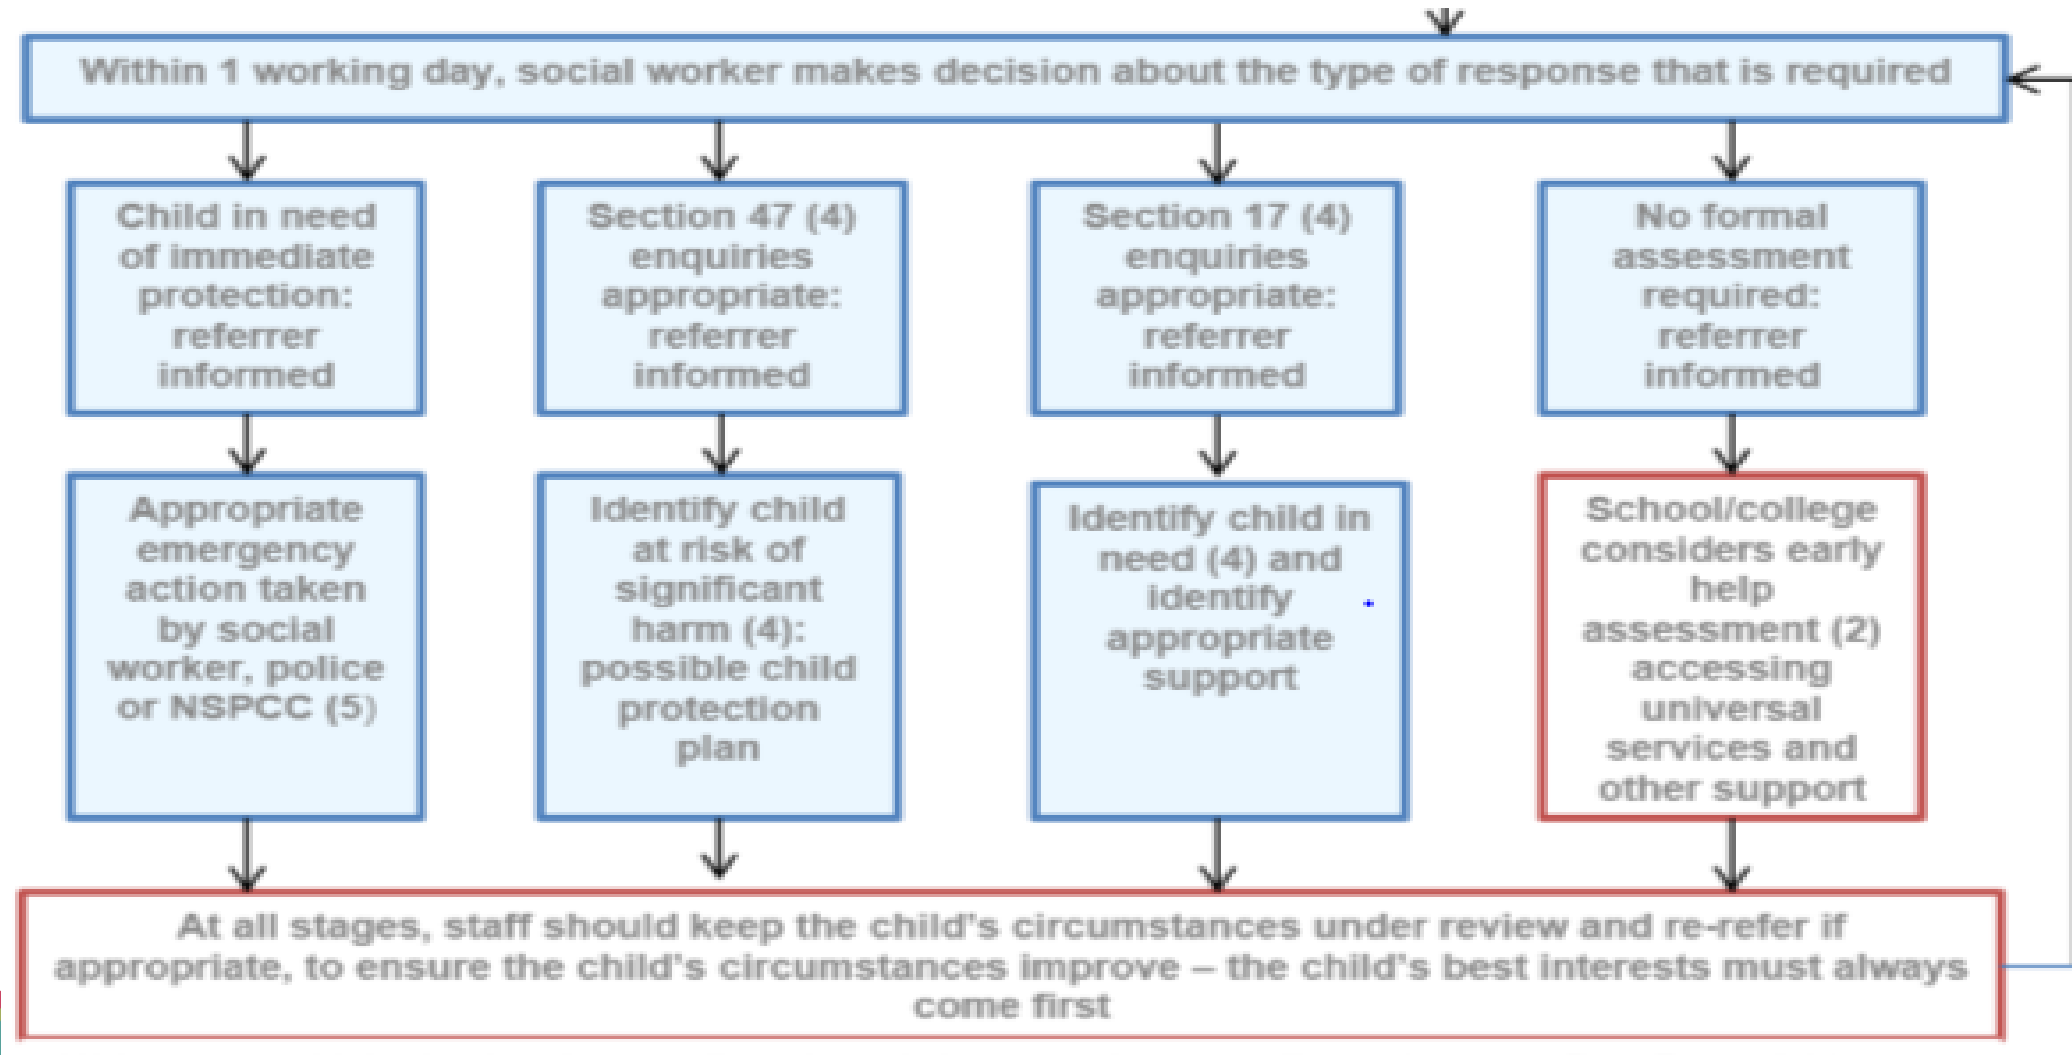 Within 1 working day, social worker makes decision about the type of response that is required
Child in need
of immediate
protection:
referrer
informed
Section 47 (4)
enquiries
appropriate:
referrer
informed
Section 17 (4)
enquiries
appropriate:
referrer
informed
No formal
assessment
required:
referrer
informed
Appropriate
emergency
action taken
by social
worker, police
or NSPCC (5)
Identify child
at risk of
significant
harm (4):
possible child
protection
plan
Identify child in
need (4) and
identify
appropriate
support
School/college
considers early
help
assessment (2)
accessing
universal
services and
other support
At all stages, staff should keep the child's circumstances under review and re-refer if
appropriate, to ensure the child's circumstances improve – the child's best interests must always
come first